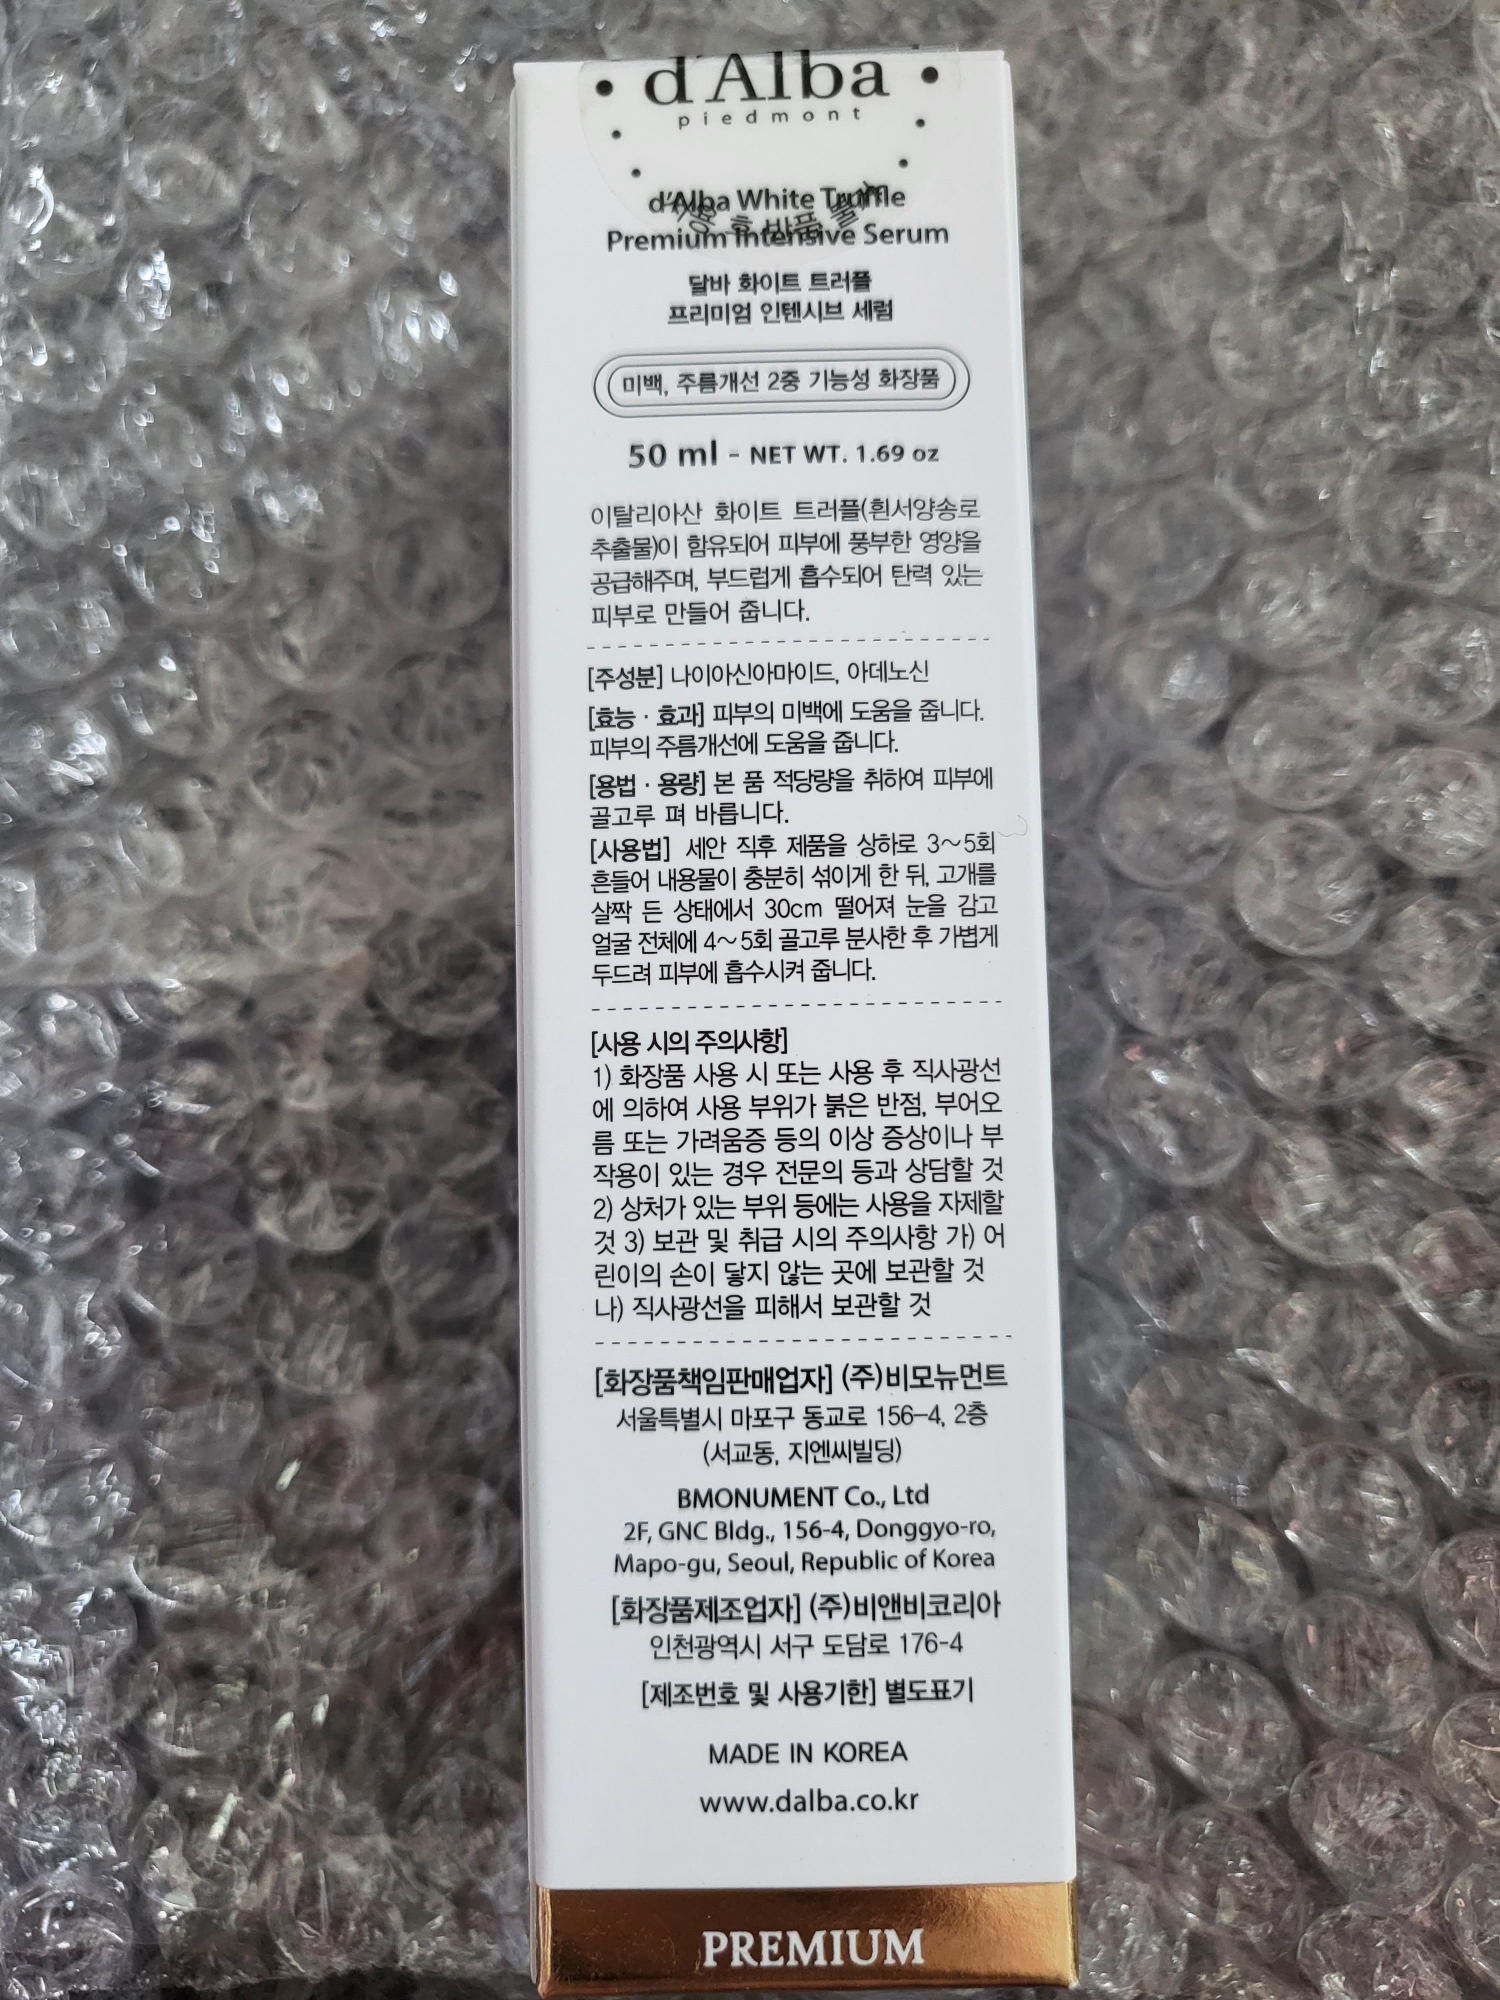 d'Alba
piedmont
d'Alba White Truffle
Premium Intensive Serum
달바 화이트 트러플
프리미엄 인텐시브 세럼
미백, 주름개선 2중 기능성 화장품
50 ml - NET WT. 1.69 oz
이탈리아산 화이트 트러플(흰서양송로
추출물)이 함유되어 피부에 풍부한 영양을
공급해주며, 부드럽게 흡수되어 탄력 있는
피부로 만들어 줍니다.
[주성분] 나이아신아마이드, 아데노신
[효능 · 효과] 피부의 미백에 도움을 줍니다.
피부의 주름개선에 도움을 줍니다.
[용법 · 용량] 본 품 적당량을 취하여 피부에
골고루 펴 바릅니다.
[사용법] 세안 직후 제품을 상하로 3~5회
흔들어 내용물이 충분히 섞이게 한 뒤, 고개를
살짝 든 상태에서 30cm 떨어져 눈을 감고
얼굴 전체에 4~5회 골고루 분사한 후 가볍게
두드려 피부에 흡수시켜 줍니다.
[사용 시의 주의사항]
1) 화장품 사용 시 또는 사용 후 직사광선
에 의하여 사용 부위가 붉은 반점, 부어오
름 또는 가려움증 등의 이상 증상이나 부
작용이 있는 경우 전문의 등과 상담할 것
2) 상처가 있는 부위 등에는 사용을 자제할
것 3) 보관 및 취급 시의 주의사항 가) 어
린이의 손이 닿지 않는 곳에 보관할 것
나) 직사광선을 피해서 보관할 것
[화장품책임판매업자] (주)비모뉴먼트
서울특별시 마포구 동교로 156-4, 2층
(서교동, 지엔씨빌딩)
BMONUMENT Co., Ltd
2F, GNC Bldg., 156-4, Donggyo-ro,
Mapo-gu, Seoul, Republic of Korea
[화장품제조업자] (주)비앤비코리아
인천광역시 서구 도담로 176-4
[제조번호 및 사용기한] 별도표기
MADE IN KOREA
www.dalba.co.kr
PREMIUM